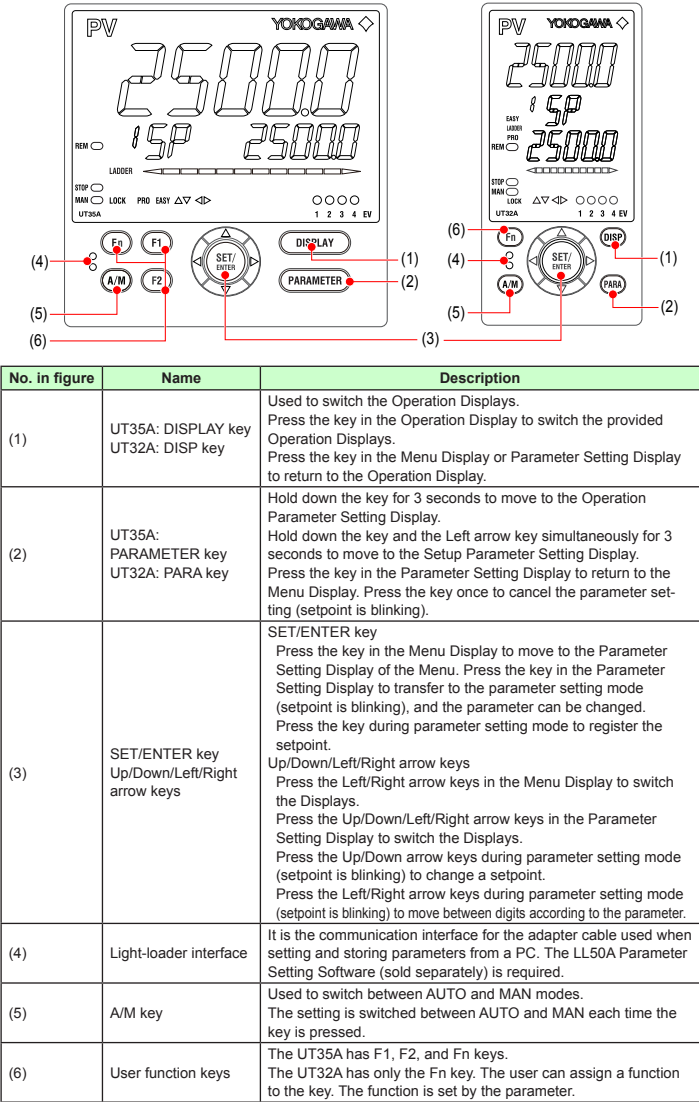 PV YOKOGAWA
2500.0
1 SP 2500.0
REM
LADDER
STOP
MAN LOCK PRO EASY
1 2 3 4 EV
UT35A
Fn F1 SET/ENTER DISPLAY
A/M F2 PARAMETER
(4)
(5)
(6)
(1)
(2)
(3)
PV YOKOGAWA
2500.0
1 SP
EASY
LADDER
PRO
REM
2500.0
STOP
MAN
LOCK
1 2 3 4 EV
UT32A
Fn SET/ENTER DISP
A/M PARA
(6)
(4)
(5)
(1)
(2)
No. in figure Name Description
(1)
UT35A: DISPLAY key
UT32A: DISP key
Used to switch the Operation Displays.
Press the key in the Operation Display to switch the provided
Operation Displays.
Press the key in the Menu Display or Parameter Setting Display
to return to the Operation Display.
(2)
UT35A:
PARAMETER key
UT32A: PARA key
Hold down the key for 3 seconds to move to the Operation
Parameter Setting Display.
Hold down the key and the Left arrow key simultaneously for 3
seconds to move to the Setup Parameter Setting Display.
Press the key in the Parameter Setting Display to return to the
Menu Display. Press the key once to cancel the parameter set-
ting (setpoint is blinking).
(3)
SET/ENTER key
Up/Down/Left/Right
arrow keys
SET/ENTER key
Press the key in the Menu Display to move to the Parameter
Setting Display of the Menu. Press the key in the Parameter
Setting Display to transfer to the parameter setting mode
(setpoint is blinking), and the parameter can be changed.
Press the key during parameter setting mode to register the
setpoint.
Up/Down/Left/Right arrow keys
Press the Left/Right arrow keys in the Menu Display to switch
the Displays.
Press the Up/Down/Left/Right arrow keys in the Parameter
Setting Display to switch the Displays.
Press the Up/Down arrow keys during parameter setting mode
(setpoint is blinking) to change a setpoint.
Press the Left/Right arrow keys during parameter setting mode
(setpoint is blinking) to move between digits according to the parameter.
(4)
Light-loader interface
It is the communication interface for the adapter cable used when
setting and storing parameters from a PC. The LL50A Parameter
Setting Software (sold separately) is required.
(5)
A/M key
Used to switch between AUTO and MAN modes.
The setting is switched between AUTO and MAN each time the
key is pressed.
(6)
User function keys
The UT35A has F1, F2, and Fn keys.
The UT32A has only the Fn key. The user can assign a function
to the key. The function is set by the parameter.